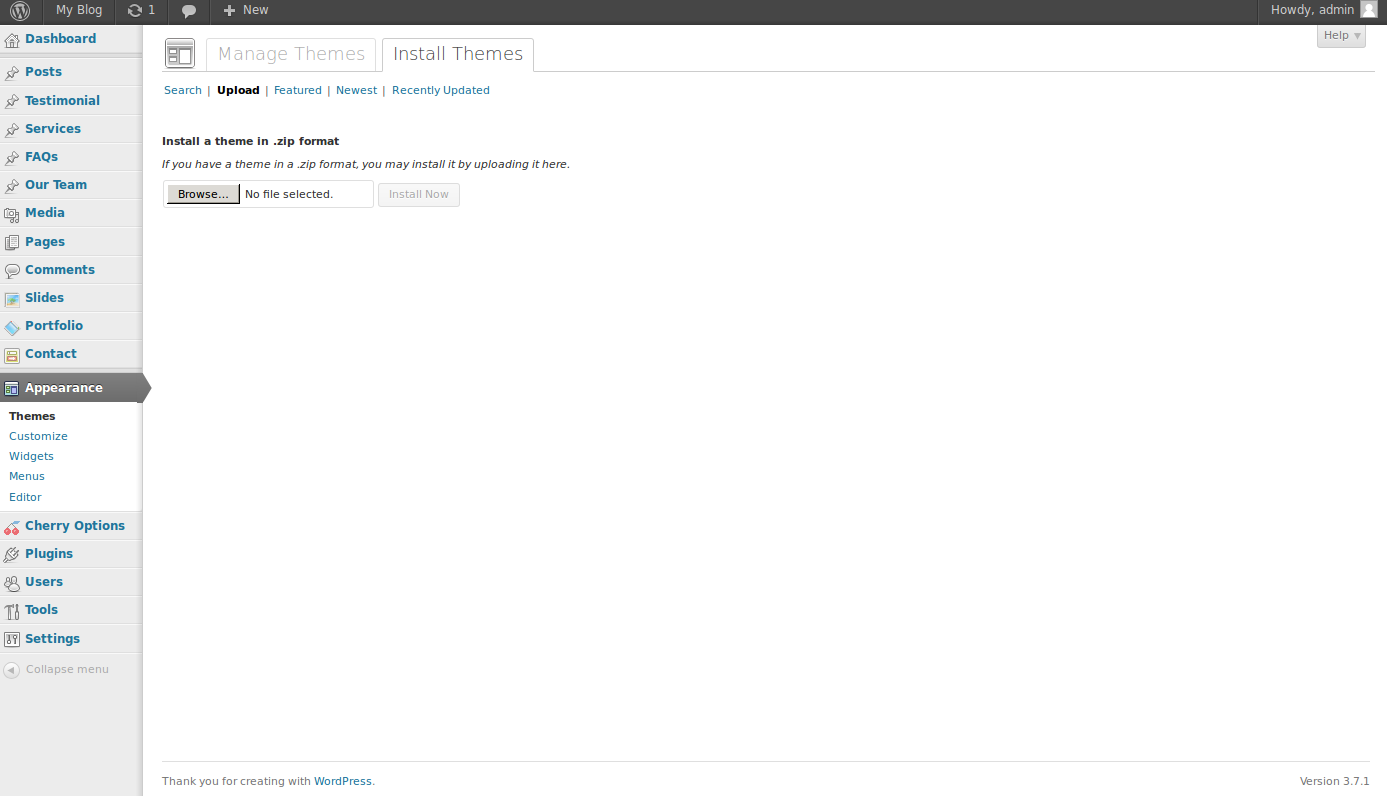 My Blog 1 New Howdy, admin
Help
Dashboard
Posts
Testimonial
Services
FAQs
Our Team
Media
Pages
Comments
Slides
Portfolio
Contact
Appearance
Themes
Customize
Widgets
Menus
Editor
Cherry Options
Plugins
Users
Tools
Settings
Collapse menu
Manage Themes Install Themes
Search | Upload | Featured | Newest | Recently Updated
Install a theme in .zip format
If you have a theme in a .zip format, you may install it by uploading it here.
Browse... No file selected. Install Now
Thank you for creating with WordPress. Version 3.7.1